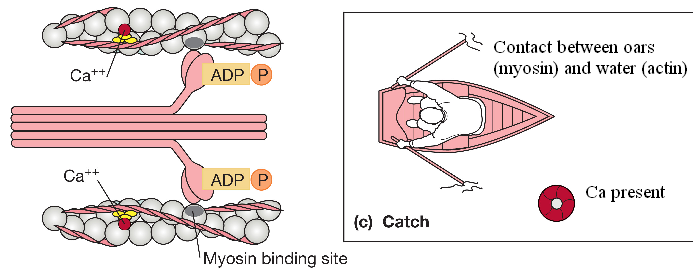 Ca++
ADP P
Ca++
ADP P
Myosin binding site
Contact between oars
(myosin) and water (actin)
Ca present
(c) Catch